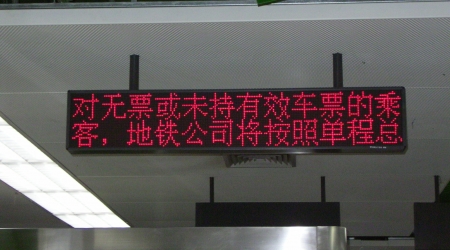 对无票或未持有效车票的乘
客，地铁公司将按照单程总